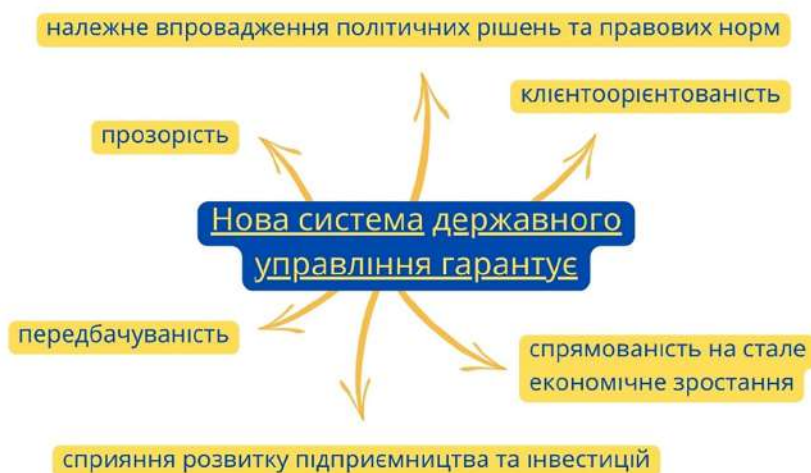 належне впровадження політичних рішень та правових норм
клієнтоорієнтованість
прозорість
Нова система державного
управління гарантує
передбачуваність
спрямованість на стале
економічне зростання
сприяння розвитку підприємництва та інвестицій